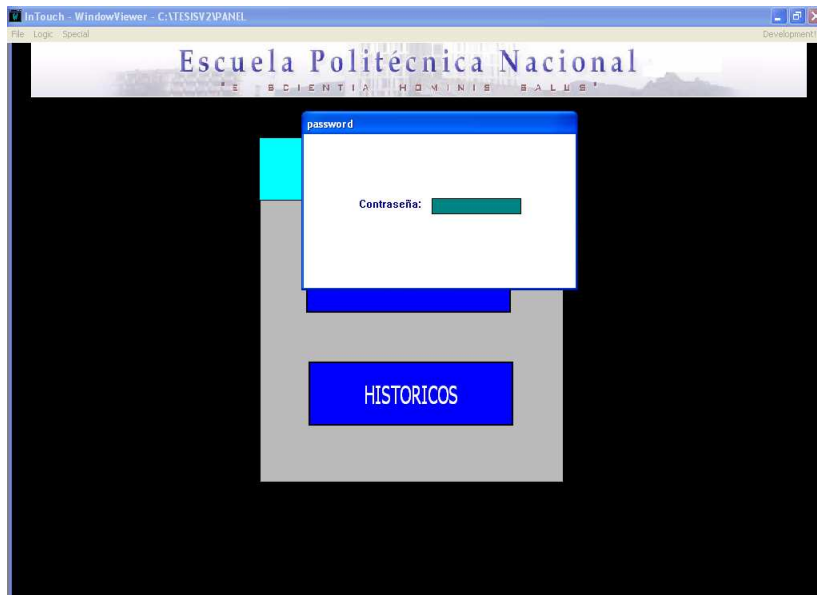 InTouch - WindowViewer - C:\TESISV2\PANEL
File Logic Special Development!
Escuela Politécnica Nacional
"E SCIENTIA HOMINIS SALUS"
password
Contraseña:
HISTORICOS